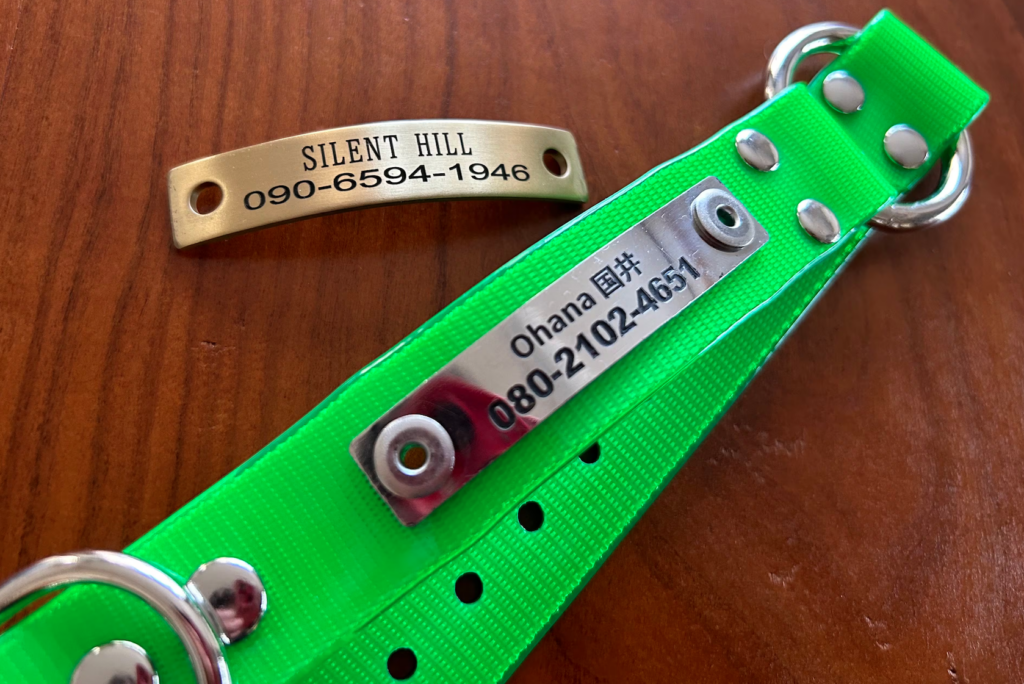 SILENT HILL
090-6594-1946
Ohana 国井
080-2102-4651